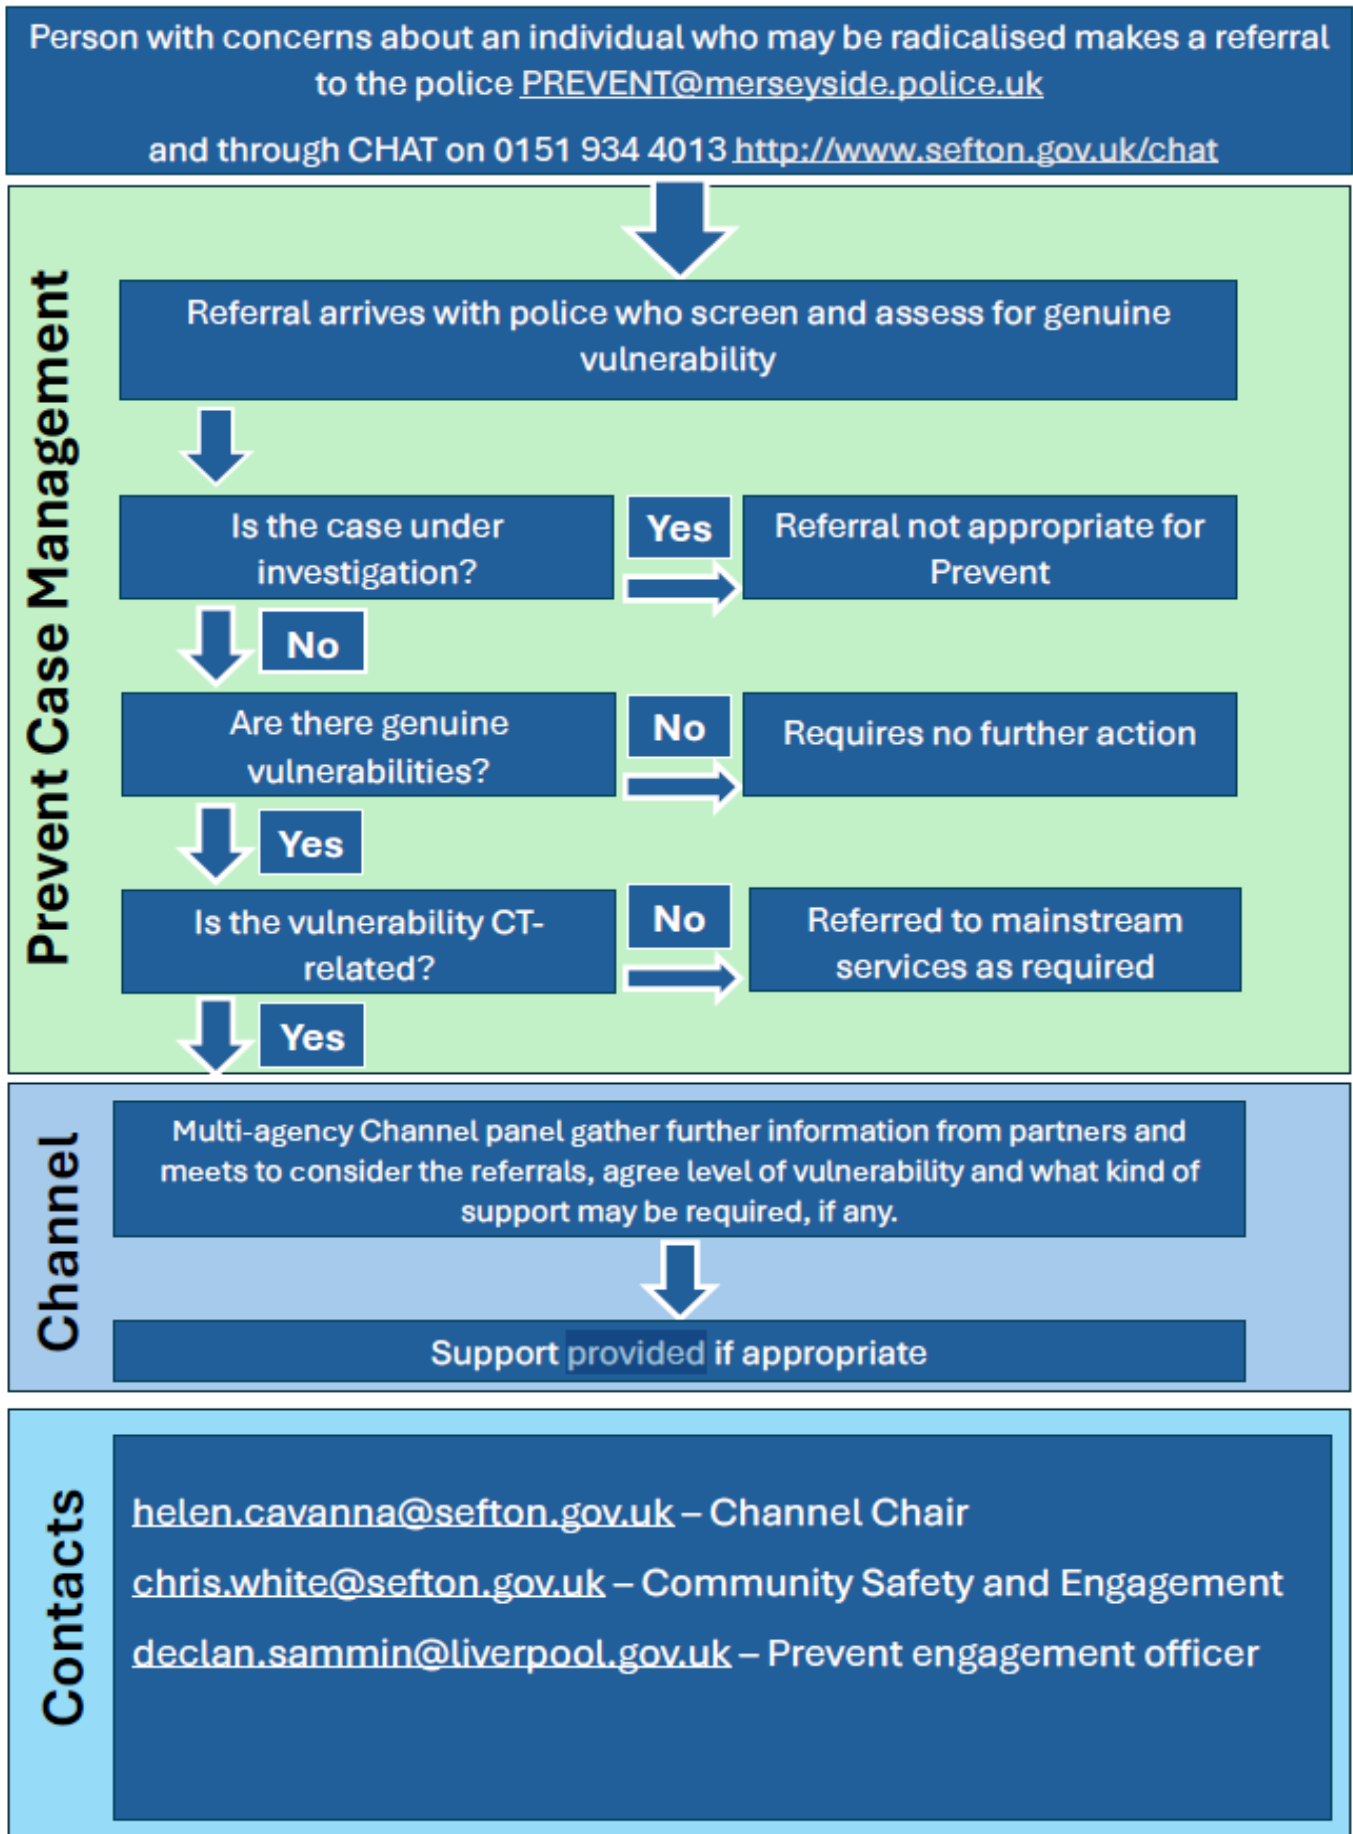 Person with concerns about an individual who may be radicalised makes a referral
to the police PREVENT@merseyside.police.uk
and through CHAT on 0151 934 4013 http://www.sefton.gov.uk/chat
Prevent Case Management
Referral arrives with police who screen and assess for genuine
vulnerability
Is the case under
investigation?
Yes
Referral not appropriate for
Prevent
No
Are there genuine
vulnerabilities?
No
Requires no further action
Yes
Is the vulnerability CT-
related?
No
Referred to mainstream
services as required
Yes
Channel
Multi-agency Channel panel gather further information from partners and
meets to consider the referrals, agree level of vulnerability and what kind of
support may be required, if any.
Support provided if appropriate
Contacts
helen.cavanna@sefton.gov.uk – Channel Chair
chris.white@sefton.gov.uk – Community Safety and Engagement
declan.sammin@liverpool.gov.uk – Prevent engagement officer